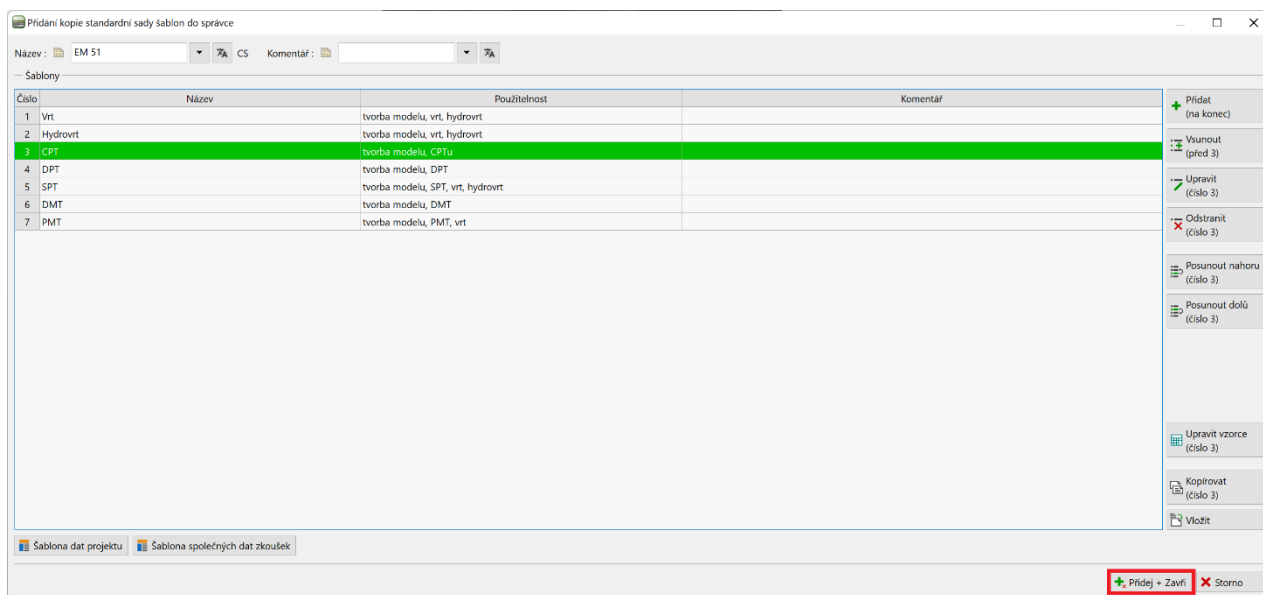 Přidání kopie standardní sady šablon do správce
Název : EM 51 CS Komentář :
Šablony
Číslo Název Použitelnost Komentář
1 Vrt tvorba modelu, vrt, hydrovrt
2 Hydrovrt tvorba modelu, vrt, hydrovrt
3 CPT tvorba modelu, CPTu
4 DPT tvorba modelu, DPT
5 SPT tvorba modelu, SPT, vrt, hydrovrt
6 DMT tvorba modelu, DMT
7 PMT tvorba modelu, PMT, vrt
Přidat
(na konec)
Vsunout
(před 3)
Upravit
(číslo 3)
Odstranit
(číslo 3)
Posunout nahoru
(číslo 3)
Posunout dolů
(číslo 3)
Upravit vzorce
(číslo 3)
Kopírovat
(číslo 3)
Vložit
Šablona dat projektu Šablona společných dat zkoušek
Přidej + Zavři Storno